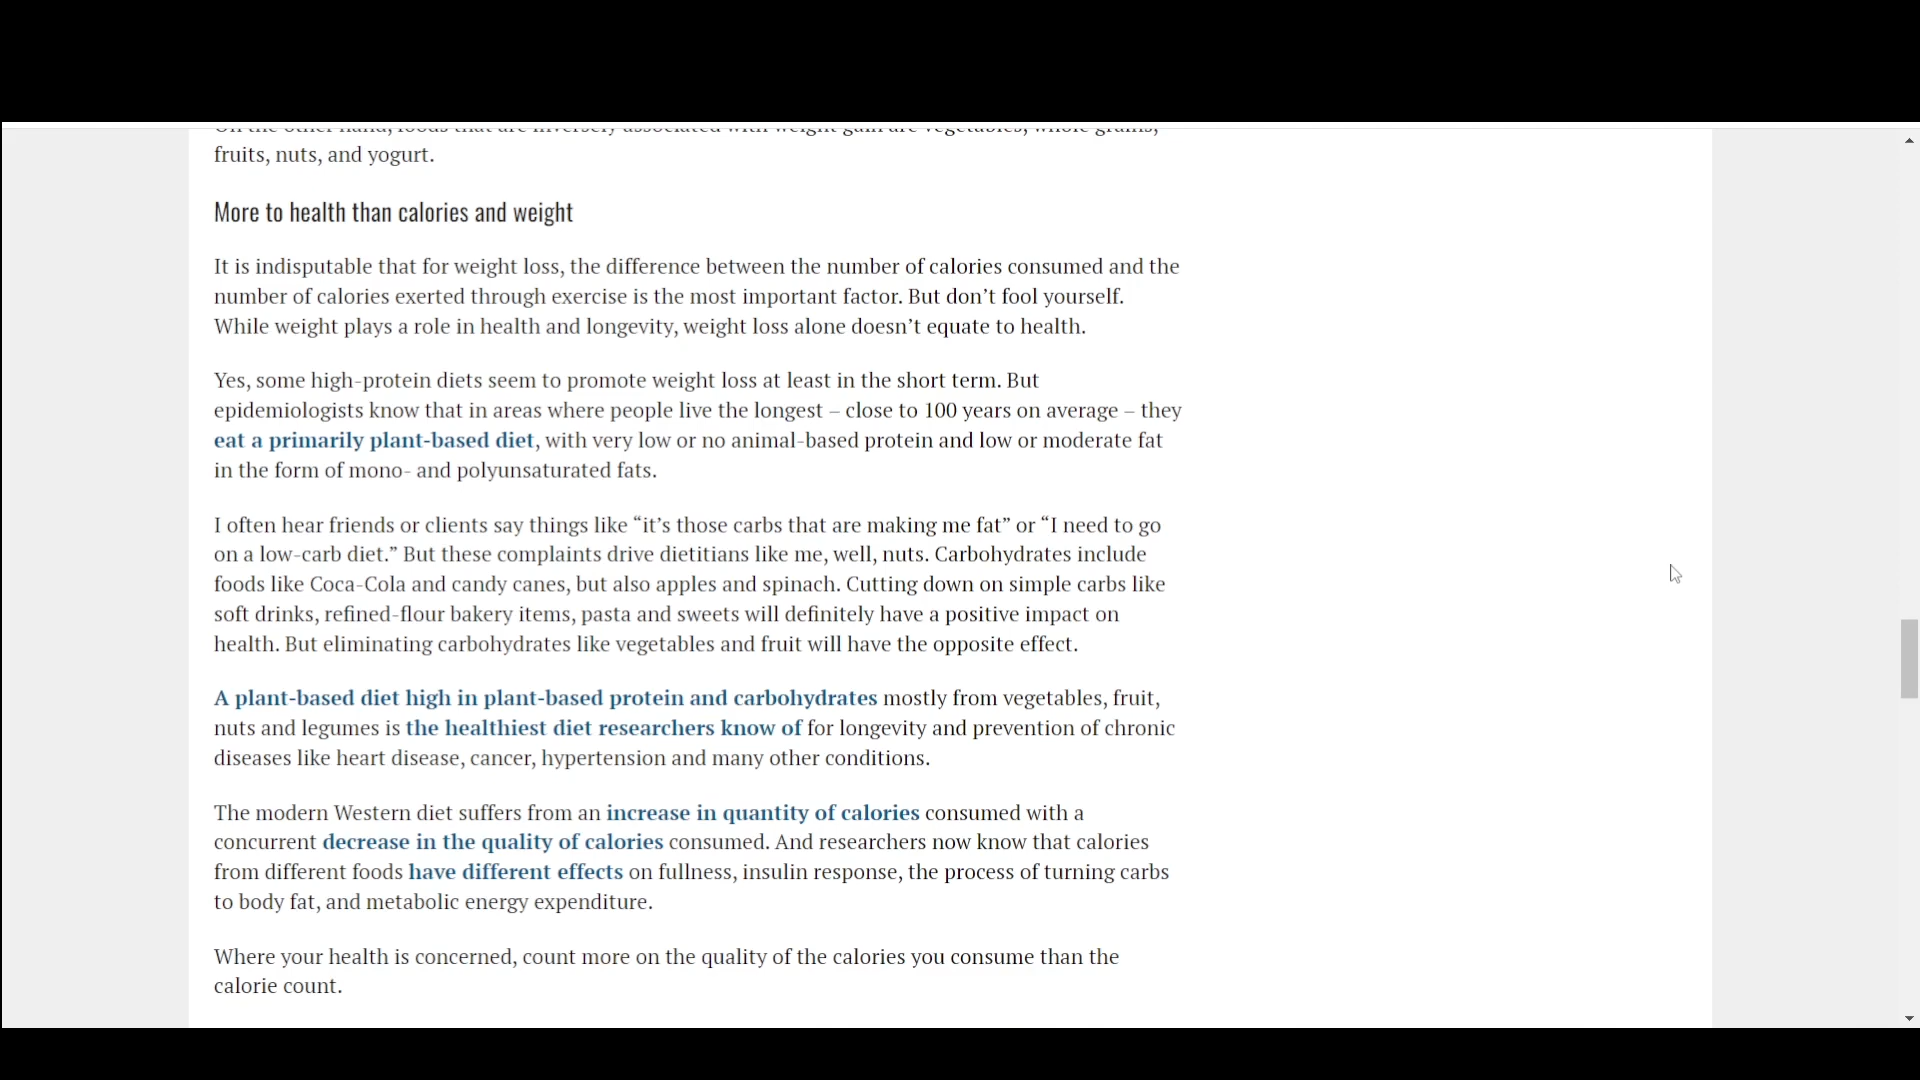 On the other hand, foods that are inversely associated with weight gain are vegetables, whole grains,
fruits, nuts, and yogurt.
More to health than calories and weight
It is indisputable that for weight loss, the difference between the number of calories consumed and the
number of calories exerted through exercise is the most important factor. But don’t fool yourself.
While weight plays a role in health and longevity, weight loss alone doesn’t equate to health.
Yes, some high-protein diets seem to promote weight loss at least in the short term. But
epidemiologists know that in areas where people live the longest – close to 100 years on average – they
eat a primarily plant-based diet, with very low or no animal-based protein and low or moderate fat
in the form of mono- and polyunsaturated fats.
I often hear friends or clients say things like “it’s those carbs that are making me fat” or “I need to go
on a low-carb diet.” But these complaints drive dietitians like me, well, nuts. Carbohydrates include
foods like Coca-Cola and candy canes, but also apples and spinach. Cutting down on simple carbs like
soft drinks, refined-flour bakery items, pasta and sweets will definitely have a positive impact on
health. But eliminating carbohydrates like vegetables and fruit will have the opposite effect.
A plant-based diet high in plant-based protein and carbohydrates mostly from vegetables, fruit,
nuts and legumes is the healthiest diet researchers know of for longevity and prevention of chronic
diseases like heart disease, cancer, hypertension and many other conditions.
The modern Western diet suffers from an increase in quantity of calories consumed with a
concurrent decrease in the quality of calories consumed. And researchers now know that calories
from different foods have different effects on fullness, insulin response, the process of turning carbs
to body fat, and metabolic energy expenditure.
Where your health is concerned, count more on the quality of the calories you consume than the
calorie count.